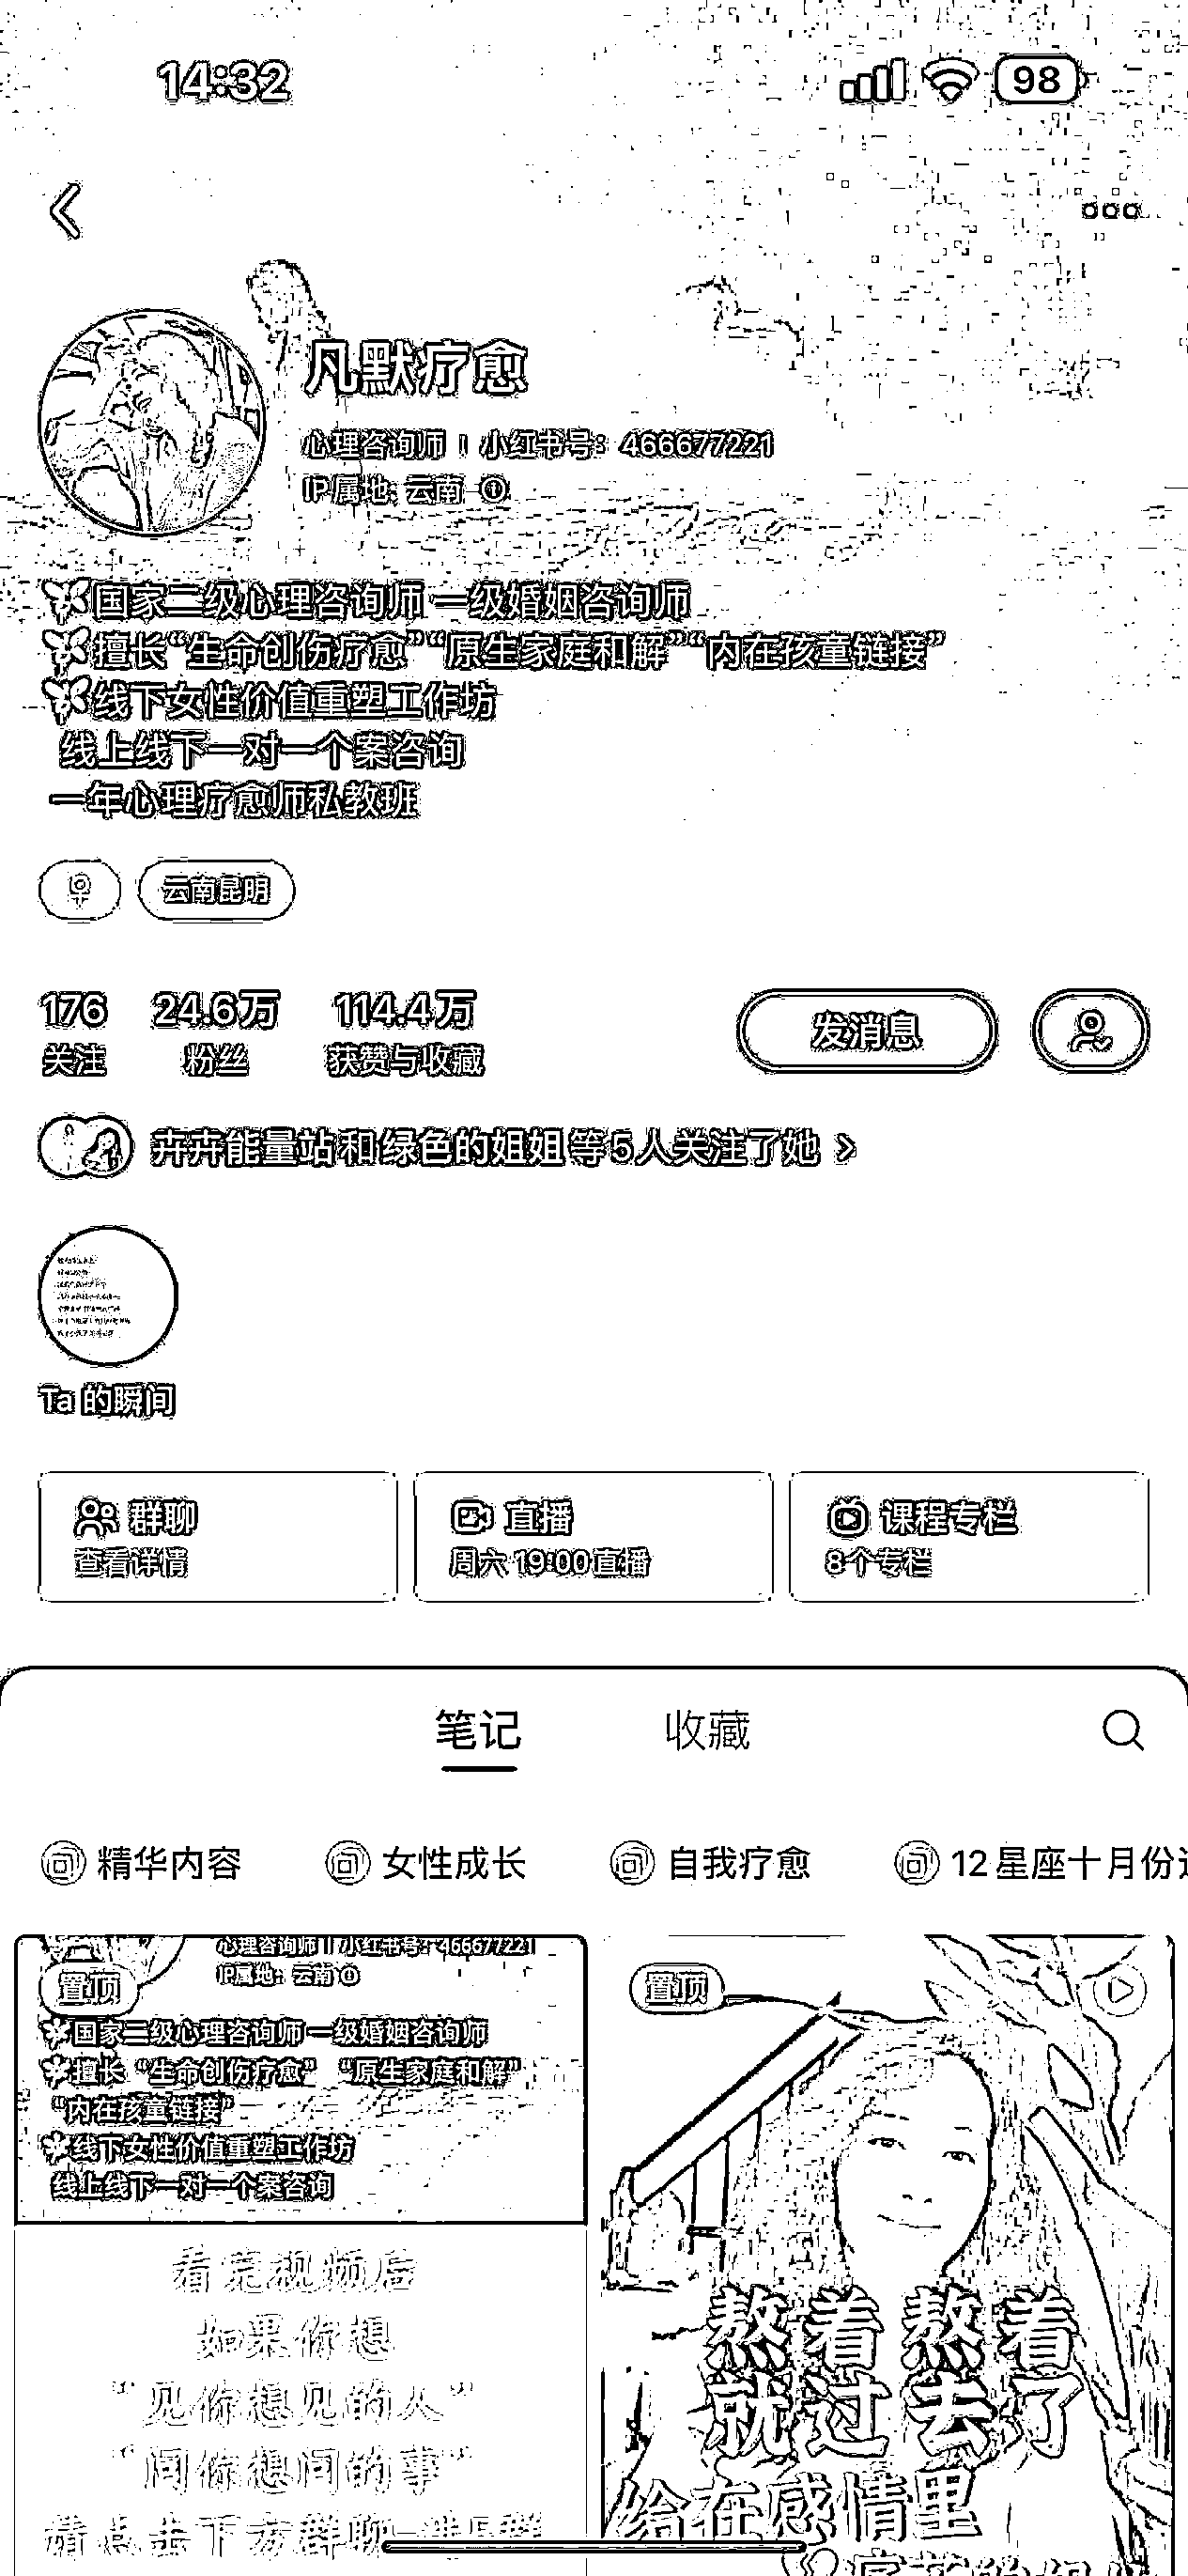 14:32
98
凡默疗愈
心理咨询师 | 小红书号：466677221
IP属地：云南
国家二级心理咨询师 一级婚姻咨询师
擅长“生命创伤疗愈”“原生家庭和解”“内在孩童链接”
线下女性价值重塑工作坊
线上线下一对一个案咨询
一年心理疗愈师私教班
云南昆明
176 24.6万 114.4万
关注 粉丝 获赞与收藏
发消息
卉卉能量站和绿色的姐姐等5人关注了她
Ta 的瞬间
群聊 直播 课程专栏
查看详情 周六 19:00直播 8个专栏
笔记 收藏
精华内容 女性成长 自我疗愈 12星座十月份
心理咨询师 | 小红书号：466677221
IP属地：云南
置顶
国家二级心理咨询师 一级婚姻咨询师
擅长“生命创伤疗愈” “原生家庭和解”
“内在孩童链接”
线下女性价值重塑工作坊
线上线下一对一个案咨询
看完视频后
如果你想
“见你想见的人”
“问你想问的事”
请点击下方群聊 进群
置顶
熬着熬着
就过去了
给在感情里